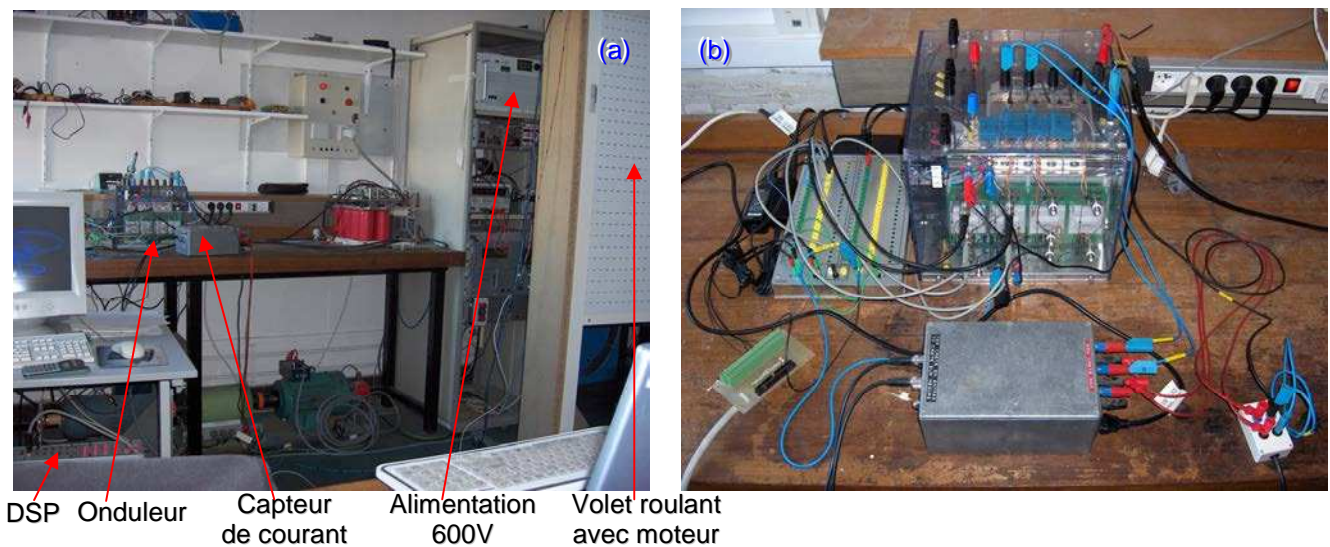 (a)
(b)
DSP
Onduleur
Capteur
de courant
Alimentation
600V
Volet roulant
avec moteur